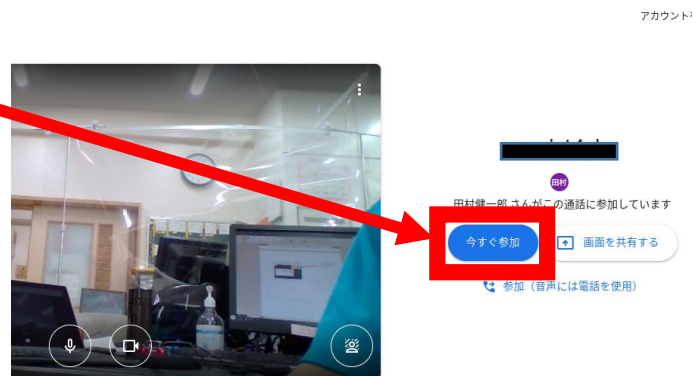 アカウントを
田村
田村健一郎 さんがこの通話に参加しています
今すぐ参加
画面を共有する
参加（音声には電話を使用）